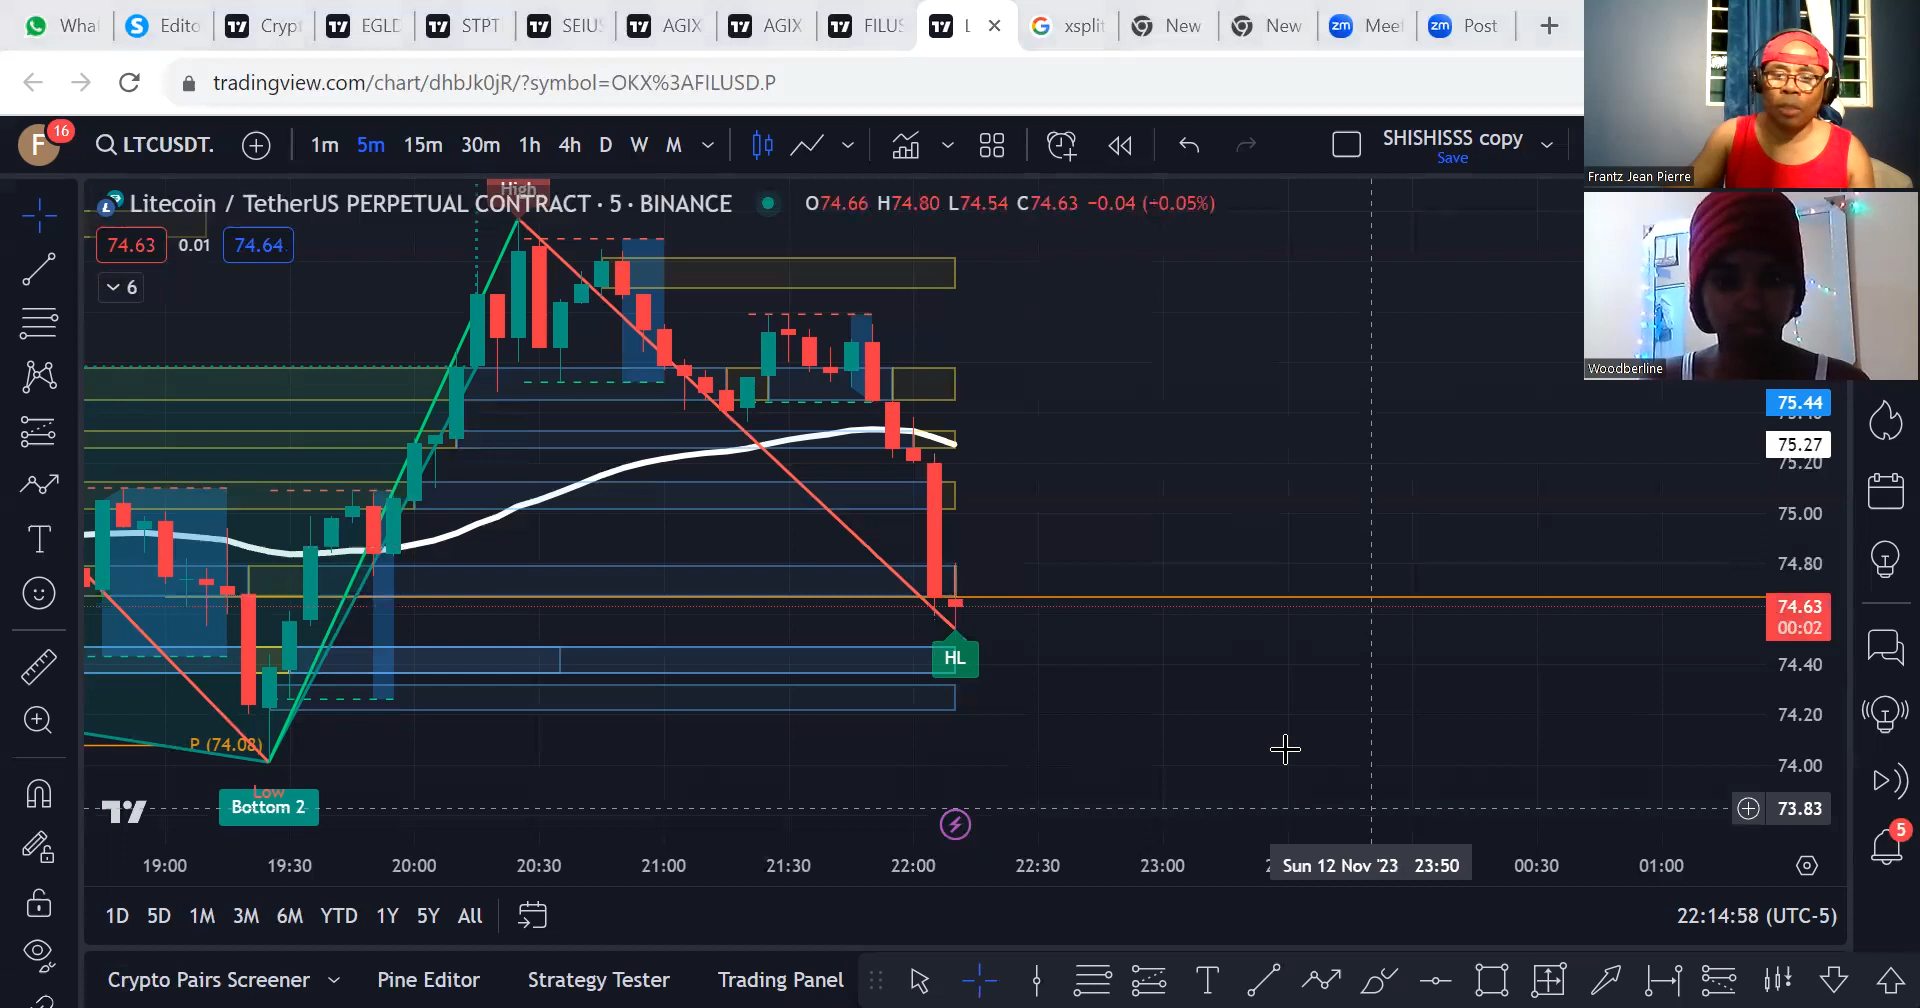 Wha
Edito
Crypt
EGLD
STPT
SEIUS
AGIX
AGIX
FILUS
L
xsplit
New
New
Meet
Post
tradingview.com/chart/dhbJk0jR/?symbol=OKX%3AFILUSD.P
F
16
LTCUSDT.
1m 5m 15m 30m 1h 4h D W M
SHISHISSS copy
Save
Frantz Jean Pierre
Woodberline
High
Litecoin / TetherUS PERPETUAL CONTRACT · 5 · BINANCE
O74.66 H74.80 L74.54 C74.63 −0.04 (−0.05%)
74.63 0.01 74.64
6
75.44
75.27
75.20
75.00
74.80
74.63
00:02
HL
74.40
74.20
P (74.08)
74.00
Low
Bottom 2
73.83
5
19:00 19:30 20:00 20:30 21:00 21:30 22:00 22:30 23:00 Sun 12 Nov '23 23:50 00:30 01:00
1D 5D 1M 3M 6M YTD 1Y 5Y All
22:14:58 (UTC-5)
Crypto Pairs Screener Pine Editor Strategy Tester Trading Panel